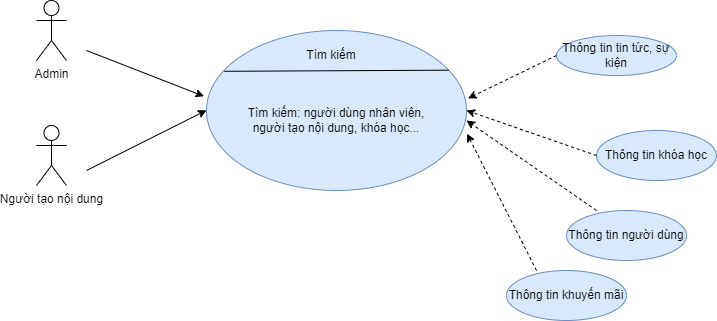 Admin
Người tạo nội dung
Tìm kiếm
Tìm kiếm: người dùng nhân viên,
người tạo nội dung, khóa học...
Thông tin tin tức, sự
kiện
Thông tin khóa học
Thông tin người dùng
Thông tin khuyến mãi